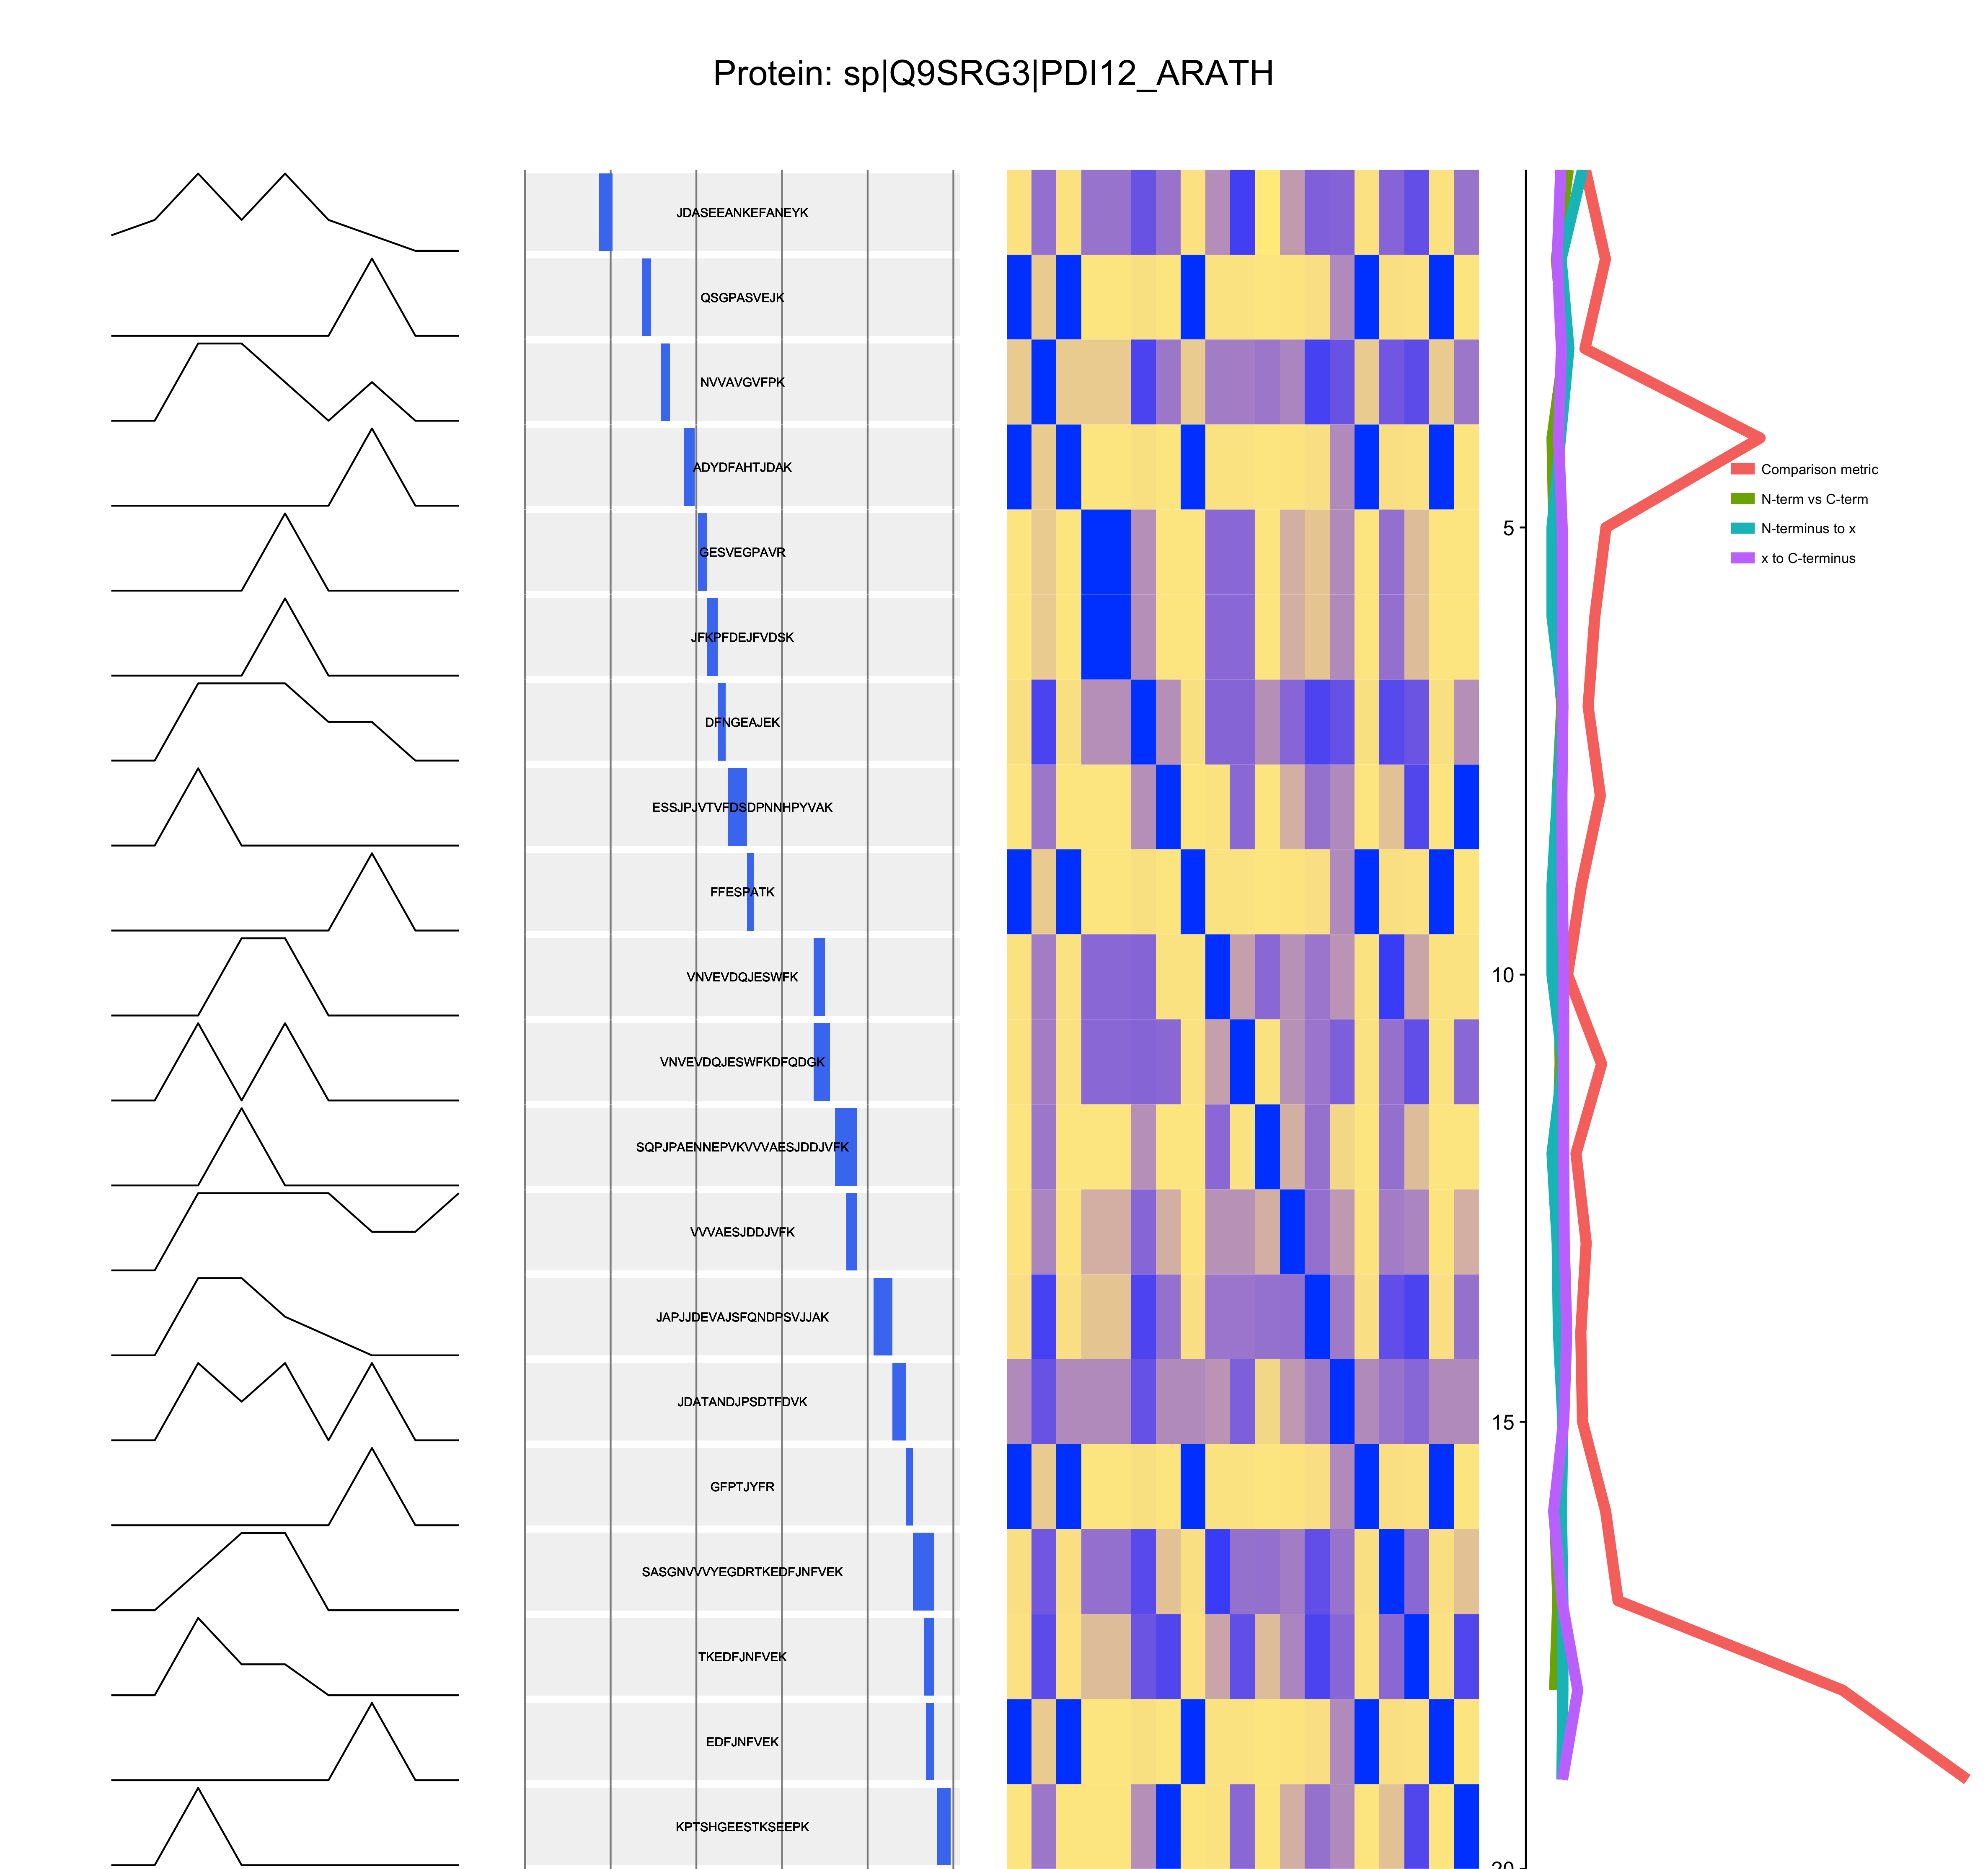 Protein: sp|Q9SRG3|PDI12_ARATH
JDASEEANKEFANEYK
QSGPASVEJK
NVVAVGVFPK
ADYDFAHTJDAK
Comparison metric
N-term vs C-term
5
N-terminus to x
GESVEGPAVR
x to C-terminus
JFKPFDEJFVDSK
DFNGEAJEK
ESSJPJVTVFDSDPNNHPYVAK
FFESPATK
10
VNVEVDQJESWFK
VNVEVDQJESWFKDFQDGK
SQPJPAENNEPVKVVVAESJDDJVFK
VVVAESJDDJVFK
JAPJJDEVAJSFQNDPSVJJAK
JDATANDJPSDTFDVK
15
GFPTJYFR
SASGNVVVYEGDRTKEDFJNFVEK
TKEDFJNFVEK
EDFJNFVEK
KPTSHGEESTKSEEPK
20